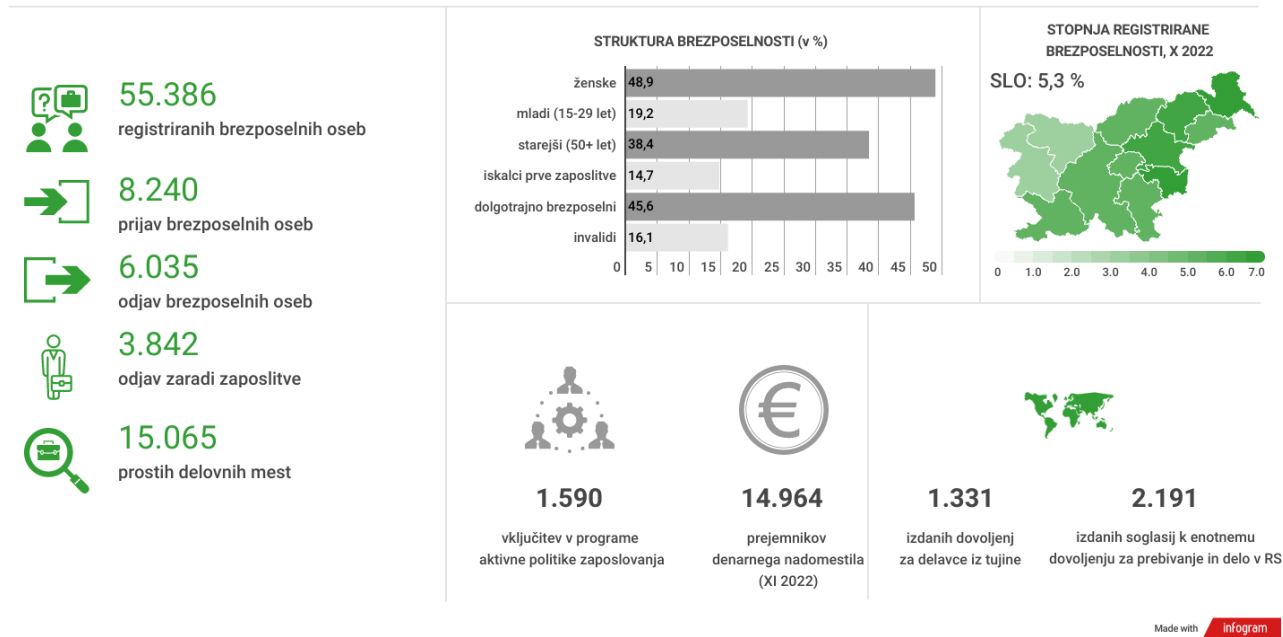 55.386
registriranih brezposelnih oseb
8.240
prijav brezposelnih oseb
6.035
odjav brezposelnih oseb
3.842
odjav zaradi zaposlitve
15.065
prostih delovnih mest
STRUKTURA BREZPOSELNOSTI (v %)
ženske 48,9
mladi (15-29 let) 19,2
starejši (50+ let) 38,4
iskalci prve zaposlitve 14,7
dolgotrajno brezposelni 45,6
invalidi 16,1
0 5 10 15 20 25 30 35 40 45 50
STOPNJA REGISTRIRANE
BREZPOSELNOSTI, X 2022
SLO: 5,3 %
0 1.0 2.0 3.0 4.0 5.0 6.0 7.0
?
€
1.590
vključitev v programe
aktivne politike zaposlovanja
14.964
prejemnikov
denarnega nadomestila
(XI 2022)
1.331
izdanih dovoljenj
za delavce iz tujine
2.191
izdanih soglasij k enotnemu
dovoljenju za prebivanje in delo v RS
Made with infogram